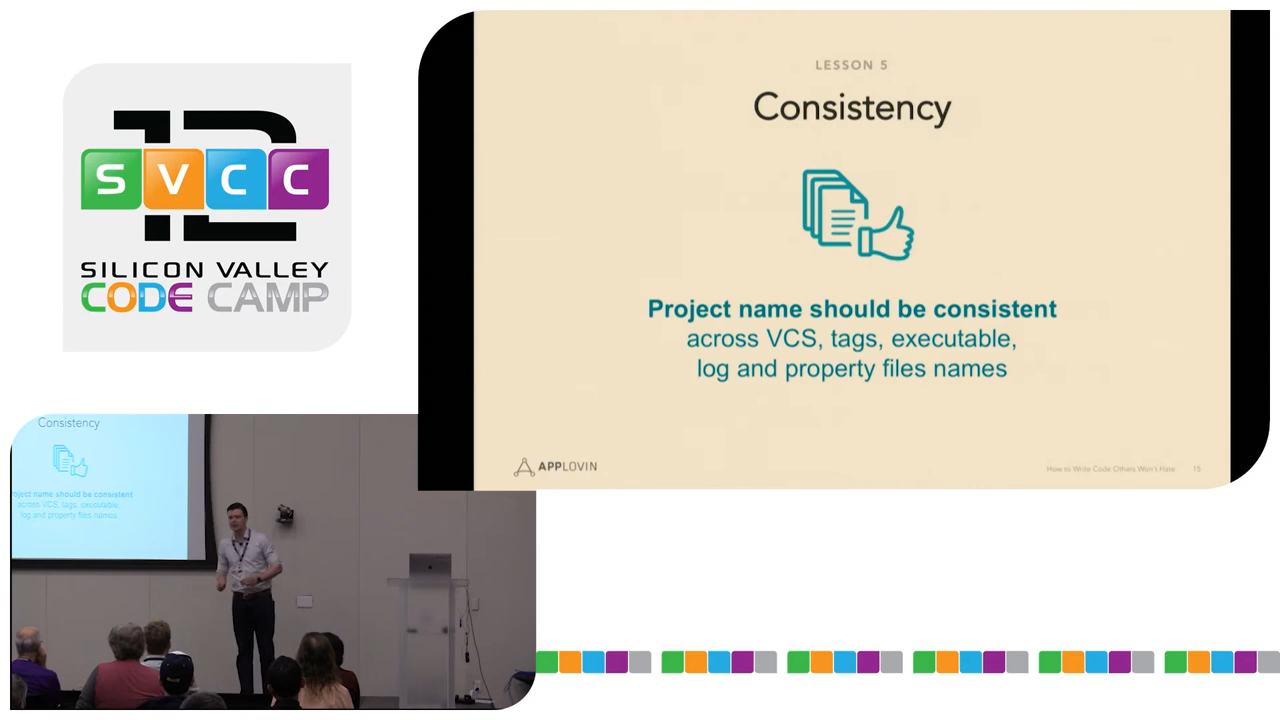 12
SVCC
SILICON VALLEY
CODE CAMP
LESSON 5
Consistency
Project name should be consistent
across VCS, tags, executable,
log and property files names
APPLOVIN
How to Write Code Others Won't Hate
15
Consistency
oject name should be consistent
across VCS, tags, executable,
log and property files names